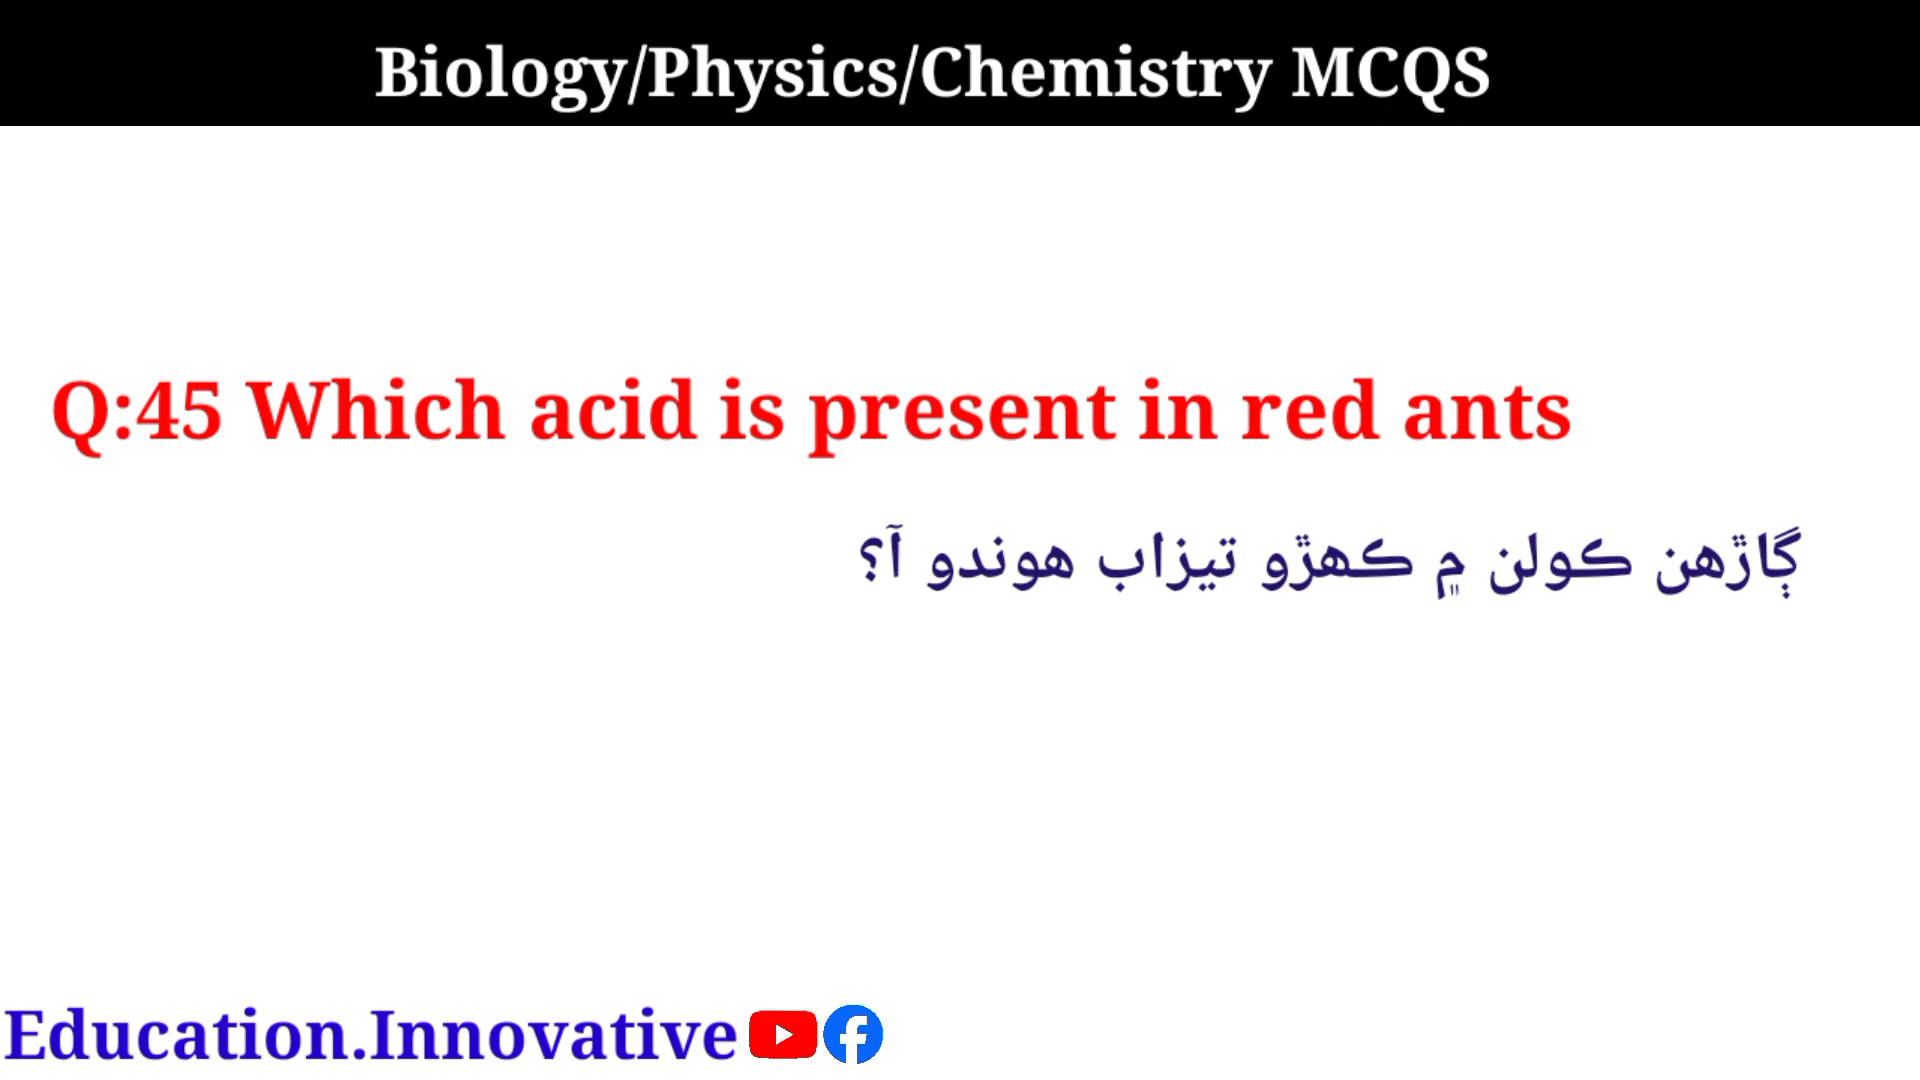 Biology/Physics/Chemistry MCQS
Q:45 Which acid is present in red ants
ڳاڙهن ڪولن ۾ ڪهڙو تيزاب هوندو آ؟
Education.Innovative